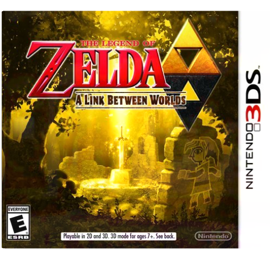 THE LEGEND OF
ZELDA
A LINK BETWEEN WORLDS
NINTENDO 3DS
EVERYONE
E
ESRB
Playable in 2D and 3D. 3D mode for ages 7+. See back.
Nintendo